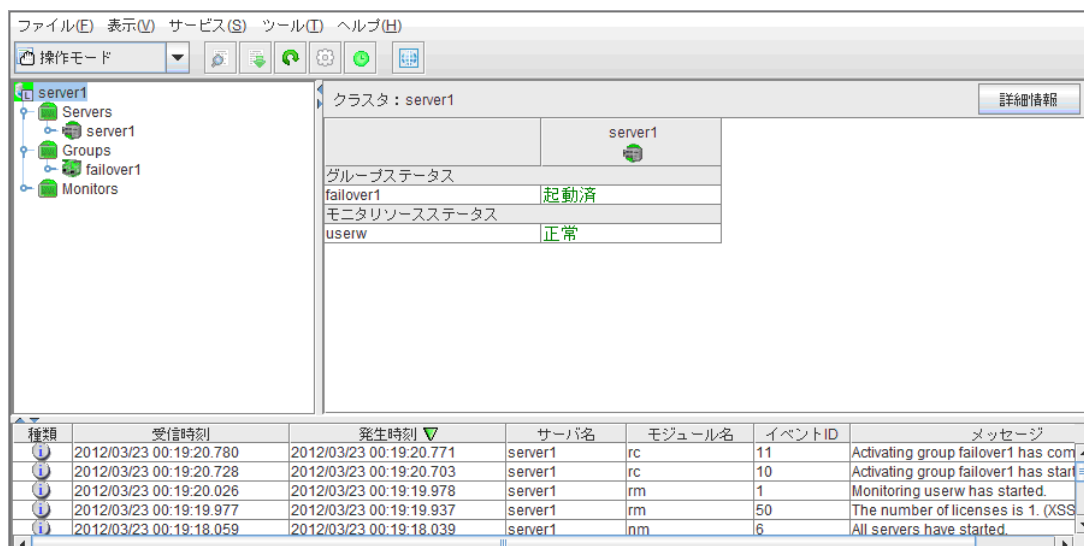 ファイル(F) 表示(V) サービス(S) ツール(T) ヘルプ(H)
操作モード
server1
Servers
server1
Groups
failover1
Monitors
クラスタ : server1 詳細情報
server1
グループステータス
failover1 起動済
モニタリソースステータス
userw 正常
種類 受信時刻 発生時刻 サーバ名 モジュール名 イベントID メッセージ
2012/03/23 00:19:20.780 2012/03/23 00:19:20.771 server1 rc 11 Activating group failover1 has com
2012/03/23 00:19:20.728 2012/03/23 00:19:20.703 server1 rc 10 Activating group failover1 has start
2012/03/23 00:19:20.026 2012/03/23 00:19:19.978 server1 rm 1 Monitoring userw has started.
2012/03/23 00:19:19.977 2012/03/23 00:19:19.937 server1 rm 50 The number of licenses is 1. (XSS
2012/03/23 00:19:18.059 2012/03/23 00:19:18.039 server1 nm 6 All servers have started.